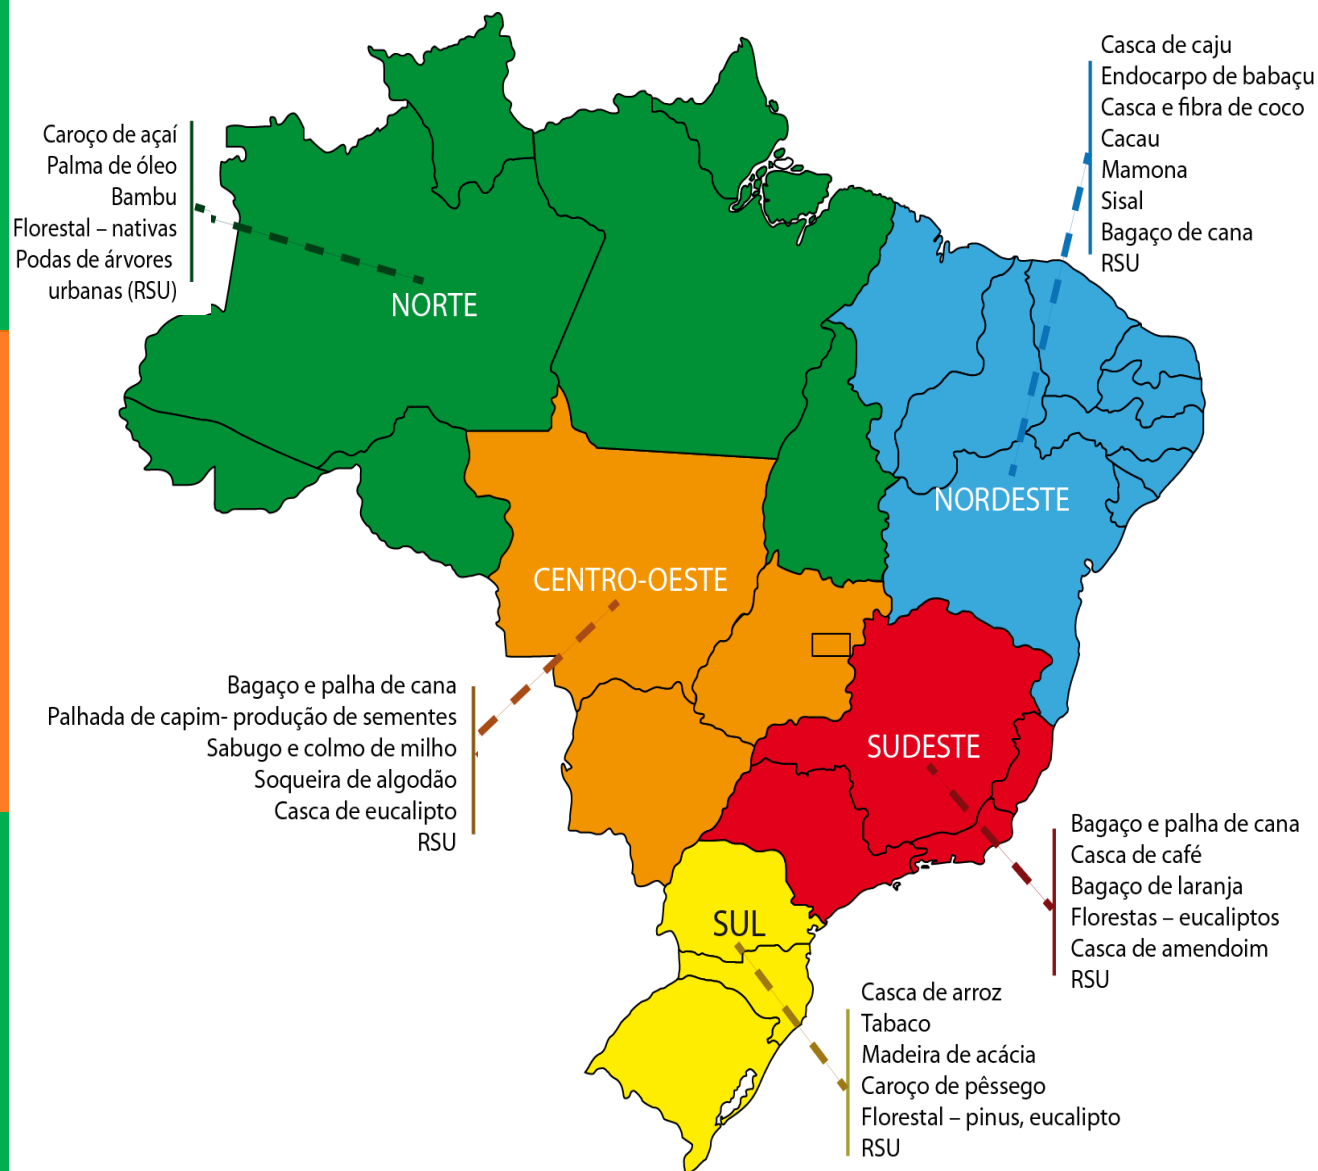 Casca de caju
Endocarpo de babaçu
Casca e fibra de coco
Cacau
Mamona
Sisal
Bagaço de cana
RSU
Caroço de açaí
Palma de óleo
Bambu
Florestal – nativas
Podas de árvores
urbanas (RSU)
NORTE
NORDESTE
CENTRO-OESTE
Bagaço e palha de cana
Palhada de capim- produção de sementes
Sabugo e colmo de milho
Soqueira de algodão
Casca de eucalipto
RSU
SUDESTE
Bagaço e palha de cana
Casca de café
Bagaço de laranja
Florestas – eucaliptos
Casca de amendoim
RSU
SUL
Casca de arroz
Tabaco
Madeira de acácia
Caroço de pêssego
Florestal – pinus, eucalipto
RSU